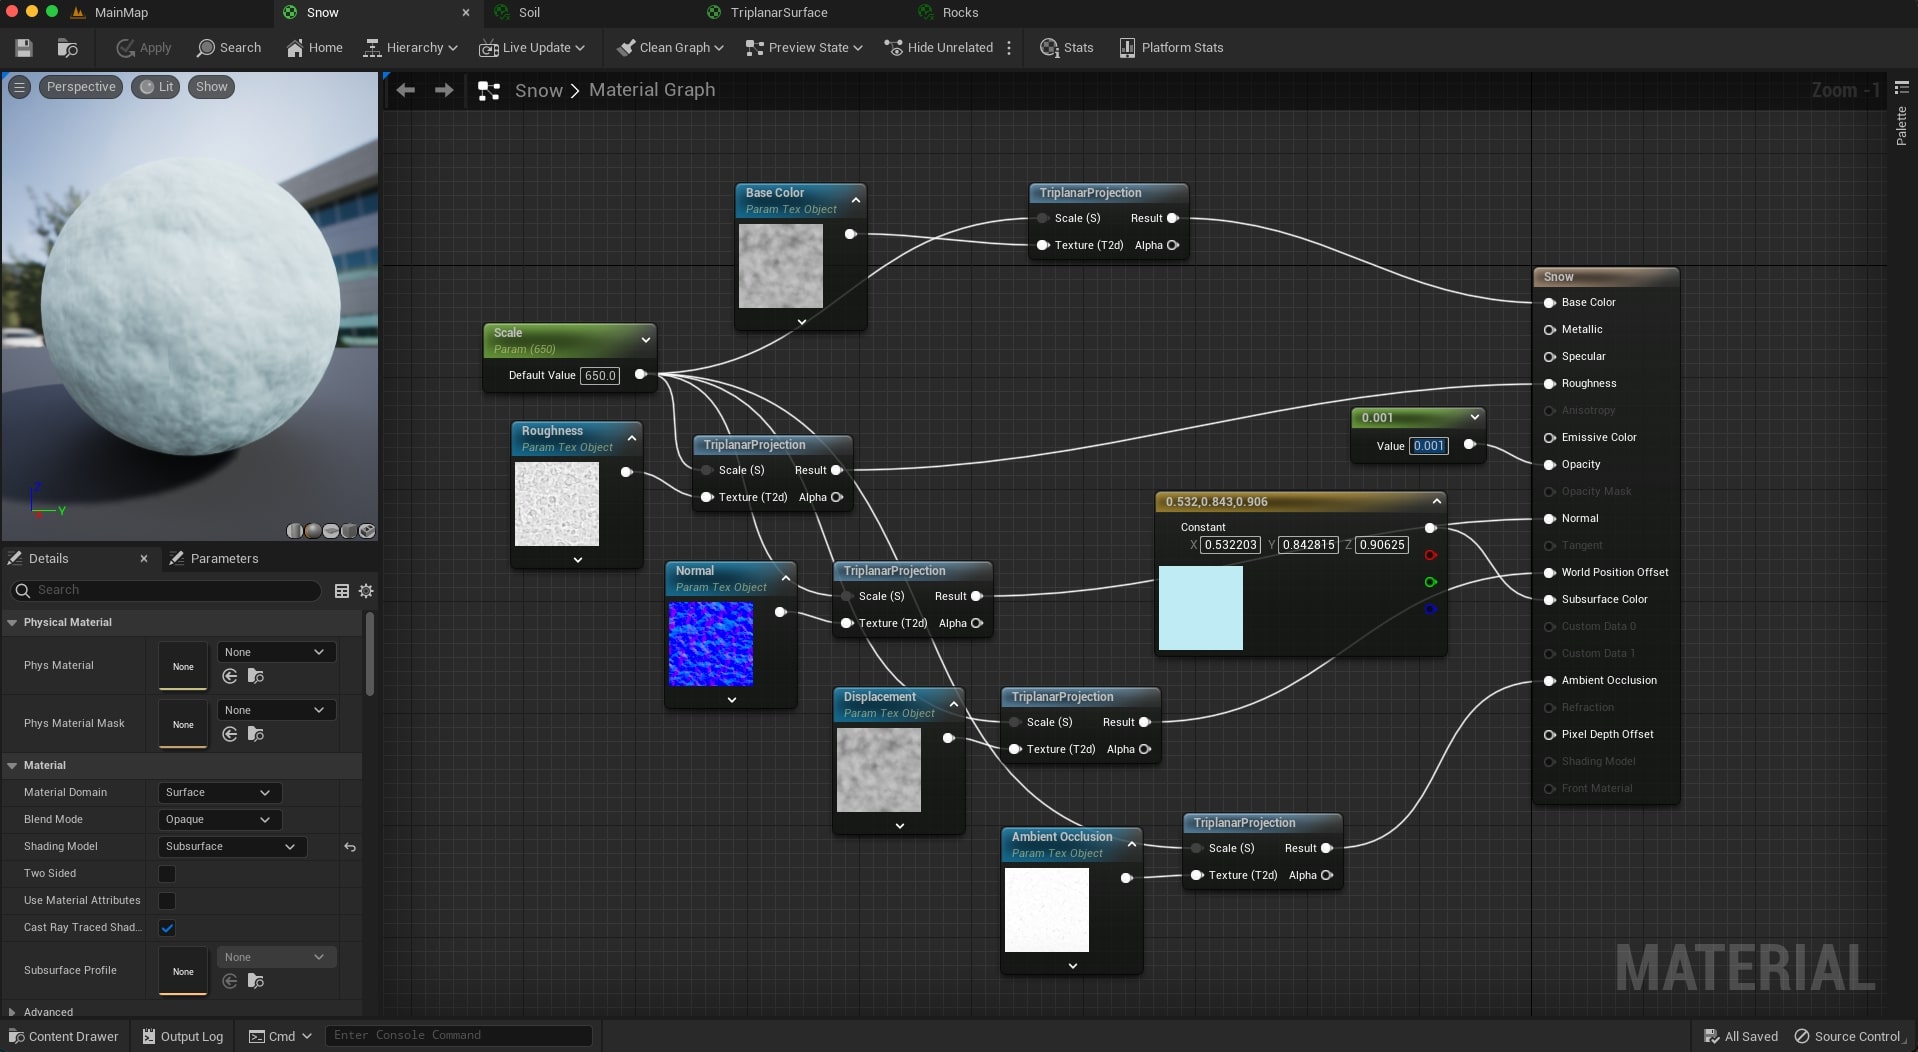 MainMap
Snow
Soil
TriplanarSurface
Rocks
Apply
Search
Home
Hierarchy
Live Update
Clean Graph
Preview State
Hide Unrelated
Stats
Platform Stats
Perspective
Lit
Show
Snow > Material Graph
Zoom -1
Palette
Base Color
Param Tex Object
TriplanarProjection
Scale (S) Result
Texture (T2d) Alpha
Scale
Param (650)
Default Value 650.0
Roughness
Param Tex Object
TriplanarProjection
Scale (S) Result
Texture (T2d) Alpha
Normal
Param Tex Object
TriplanarProjection
Scale (S) Result
Texture (T2d) Alpha
Displacement
Param Tex Object
TriplanarProjection
Scale (S) Result
Texture (T2d) Alpha
Ambient Occlusion
Param Tex Object
TriplanarProjection
Scale (S) Result
Texture (T2d) Alpha
0.001
Value 0.001
0.532,0.843,0.906
Constant
X 0.532203 Y 0.842815 Z 0.90625
Snow
Base Color
Metallic
Specular
Roughness
Anisotropy
Emissive Color
Opacity
Opacity Mask
Normal
Tangent
World Position Offset
Subsurface Color
Custom Data 0
Custom Data 1
Ambient Occlusion
Refraction
Pixel Depth Offset
Shading Model
Front Material
MATERIAL
Z
Y
Details
Parameters
Search
Physical Material
Phys Material None None
Phys Material Mask None None
Material
Material Domain Surface
Blend Mode Opaque
Shading Model Subsurface
Two Sided
Use Material Attributes
Cast Ray Traced Shad...
Subsurface Profile None None
Advanced
Content Drawer
Output Log
Cmd
Enter Console Command
All Saved
Source Control